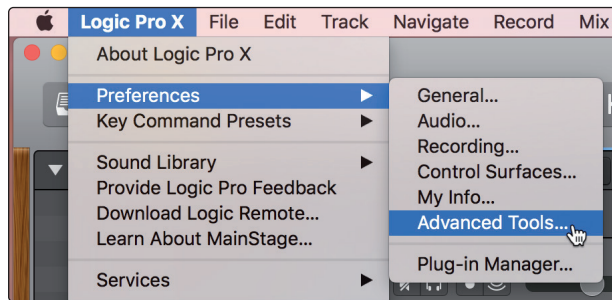 Logic Pro X File Edit Track Navigate Record Mix
About Logic Pro X
Preferences
Key Command Presets
Sound Library
Provide Logic Pro Feedback
Download Logic Remote...
Learn About MainStage...
Services
General...
Audio...
Recording...
Control Surfaces...
My Info...
Advanced Tools...
Plug-in Manager...